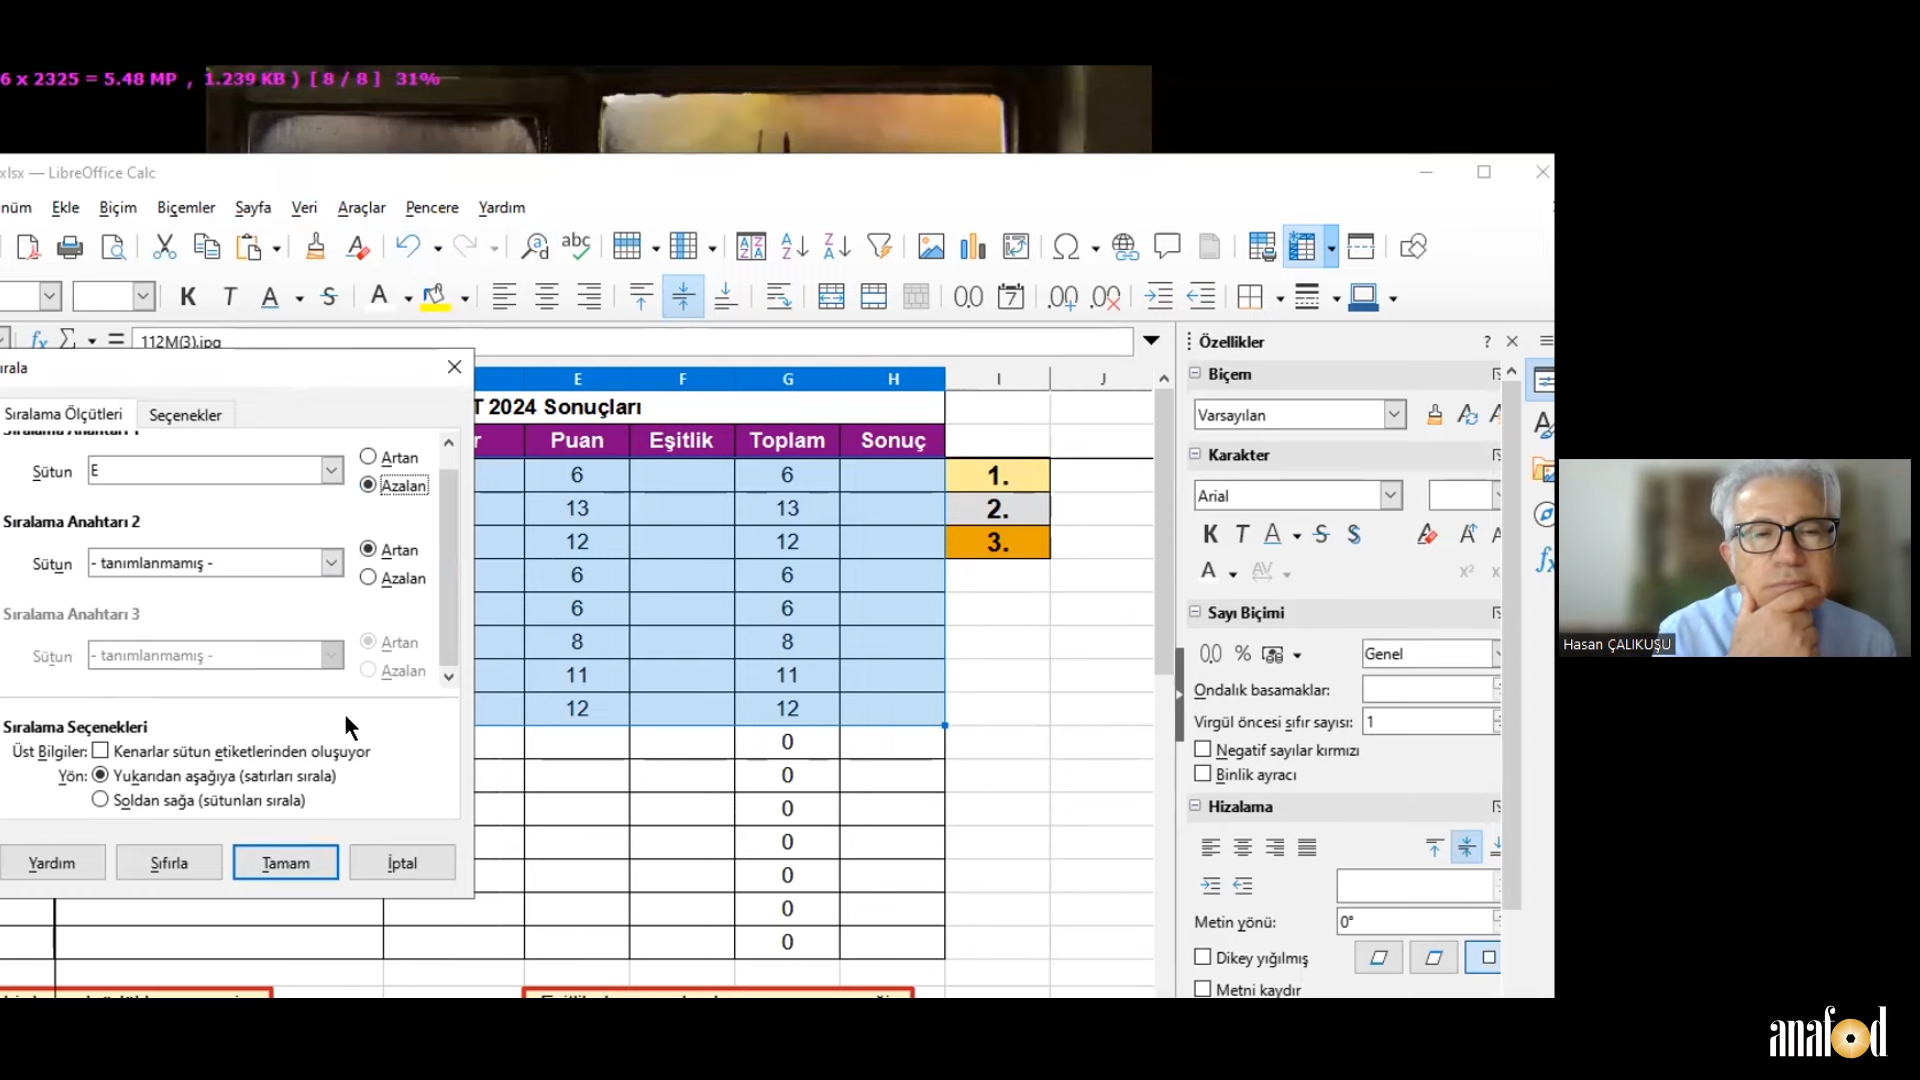 6 x 2325 = 5.48 MP , 1.239 KB ) [ 8 / 8 ] 31%
xlsx — LibreOffice Calc
Ekle Biçim Biçemler Sayfa Veri Araçlar Pencere Yardım
112M(3).jpg
Sıralama Ölçütleri Seçenekler
Sıralama Anahtarı 1
Sütun E
Artan
Azalan
Sıralama Anahtarı 2
Sütun - tanımlanmamış -
Artan
Azalan
Sıralama Anahtarı 3
Sütun - tanımlanmamış -
Artan
Azalan
Sıralama Seçenekleri
Üst Bilgiler: Kenarlar sütun etiketlerinden oluşuyor
Yön: Yukarıdan aşağıya (satırları sırala)
Soldan sağa (sütunları sırala)
Yardım Sıfırla Tamam İptal
E F G H I J
T 2024 Sonuçları
Puan Eşitlik Toplam Sonuç
6 6 1.
13 13 2.
12 12 3.
6 6
6 6
8 8
11 11
12 12
0
0
0
0
0
0
0
Özellikler
Biçem
Varsayılan
Karakter
Arial
Sayı Biçimi
Genel
Ondalık basamaklar:
Virgül öncesi sıfır sayısı: 1
Negatif sayılar kırmızı
Binlik ayracı
Hizalama
Metin yönü: 0°
Dikey yığılmış
Metni kaydır
Hasan ÇALIKUŞU
anafod